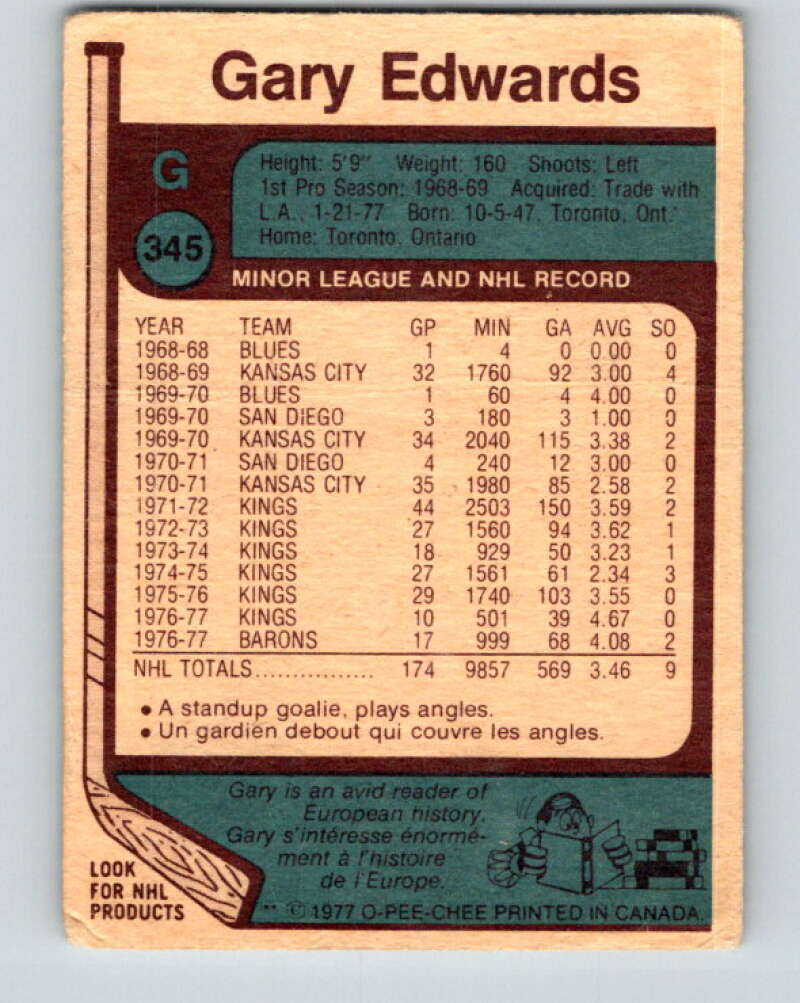 Gary Edwards
G
345
Height: 5'9" Weight: 160 Shoots: Left
1st Pro Season: 1968-69 Acquired: Trade with
L.A., 1-21-77 Born: 10-5-47, Toronto, Ont.
Home: Toronto, Ontario
MINOR LEAGUE AND NHL RECORD
YEAR TEAM GP MIN GA AVG SO
1968-68 BLUES 1 4 0 0.00 0
1968-69 KANSAS CITY 32 1760 92 3.00 4
1969-70 BLUES 1 60 4 4.00 0
1969-70 SAN DIEGO 3 180 3 1.00 0
1969-70 KANSAS CITY 34 2040 115 3.38 2
1970-71 SAN DIEGO 4 240 12 3.00 0
1970-71 KANSAS CITY 35 1980 85 2.58 2
1971-72 KINGS 44 2503 150 3.59 2
1972-73 KINGS 27 1560 94 3.62 1
1973-74 KINGS 18 929 50 3.23 1
1974-75 KINGS 27 1561 61 2.34 3
1975-76 KINGS 29 1740 103 3.55 0
1976-77 KINGS 10 501 39 4.67 0
1976-77 BARONS 17 999 68 4.08 2
NHL TOTALS................ 174 9857 569 3.46 9
• A standup goalie, plays angles.
• Un gardien debout qui couvre les angles.
Gary is an avid reader of
European history.
Gary s'intéresse énormé-
ment à l'histoire
de l'Europe.
LOOK
FOR NHL
PRODUCTS
** © 1977 O-PEE-CHEE PRINTED IN CANADA.